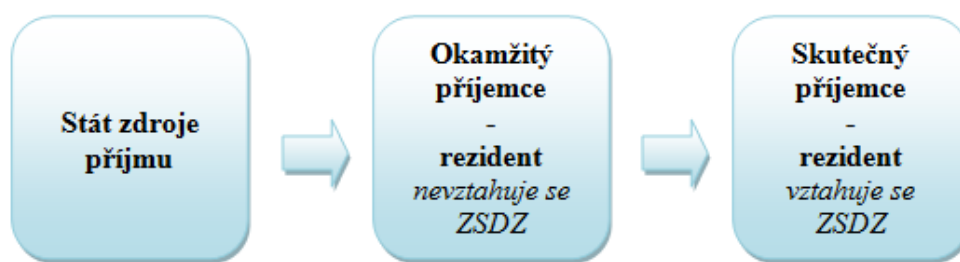 Stát zdroje
příjmu
Okamžitý
příjemce
-
rezident
nevztahuje se
ZSDZ
Skutečný
příjemce
-
rezident
vztahuje se
ZSDZ